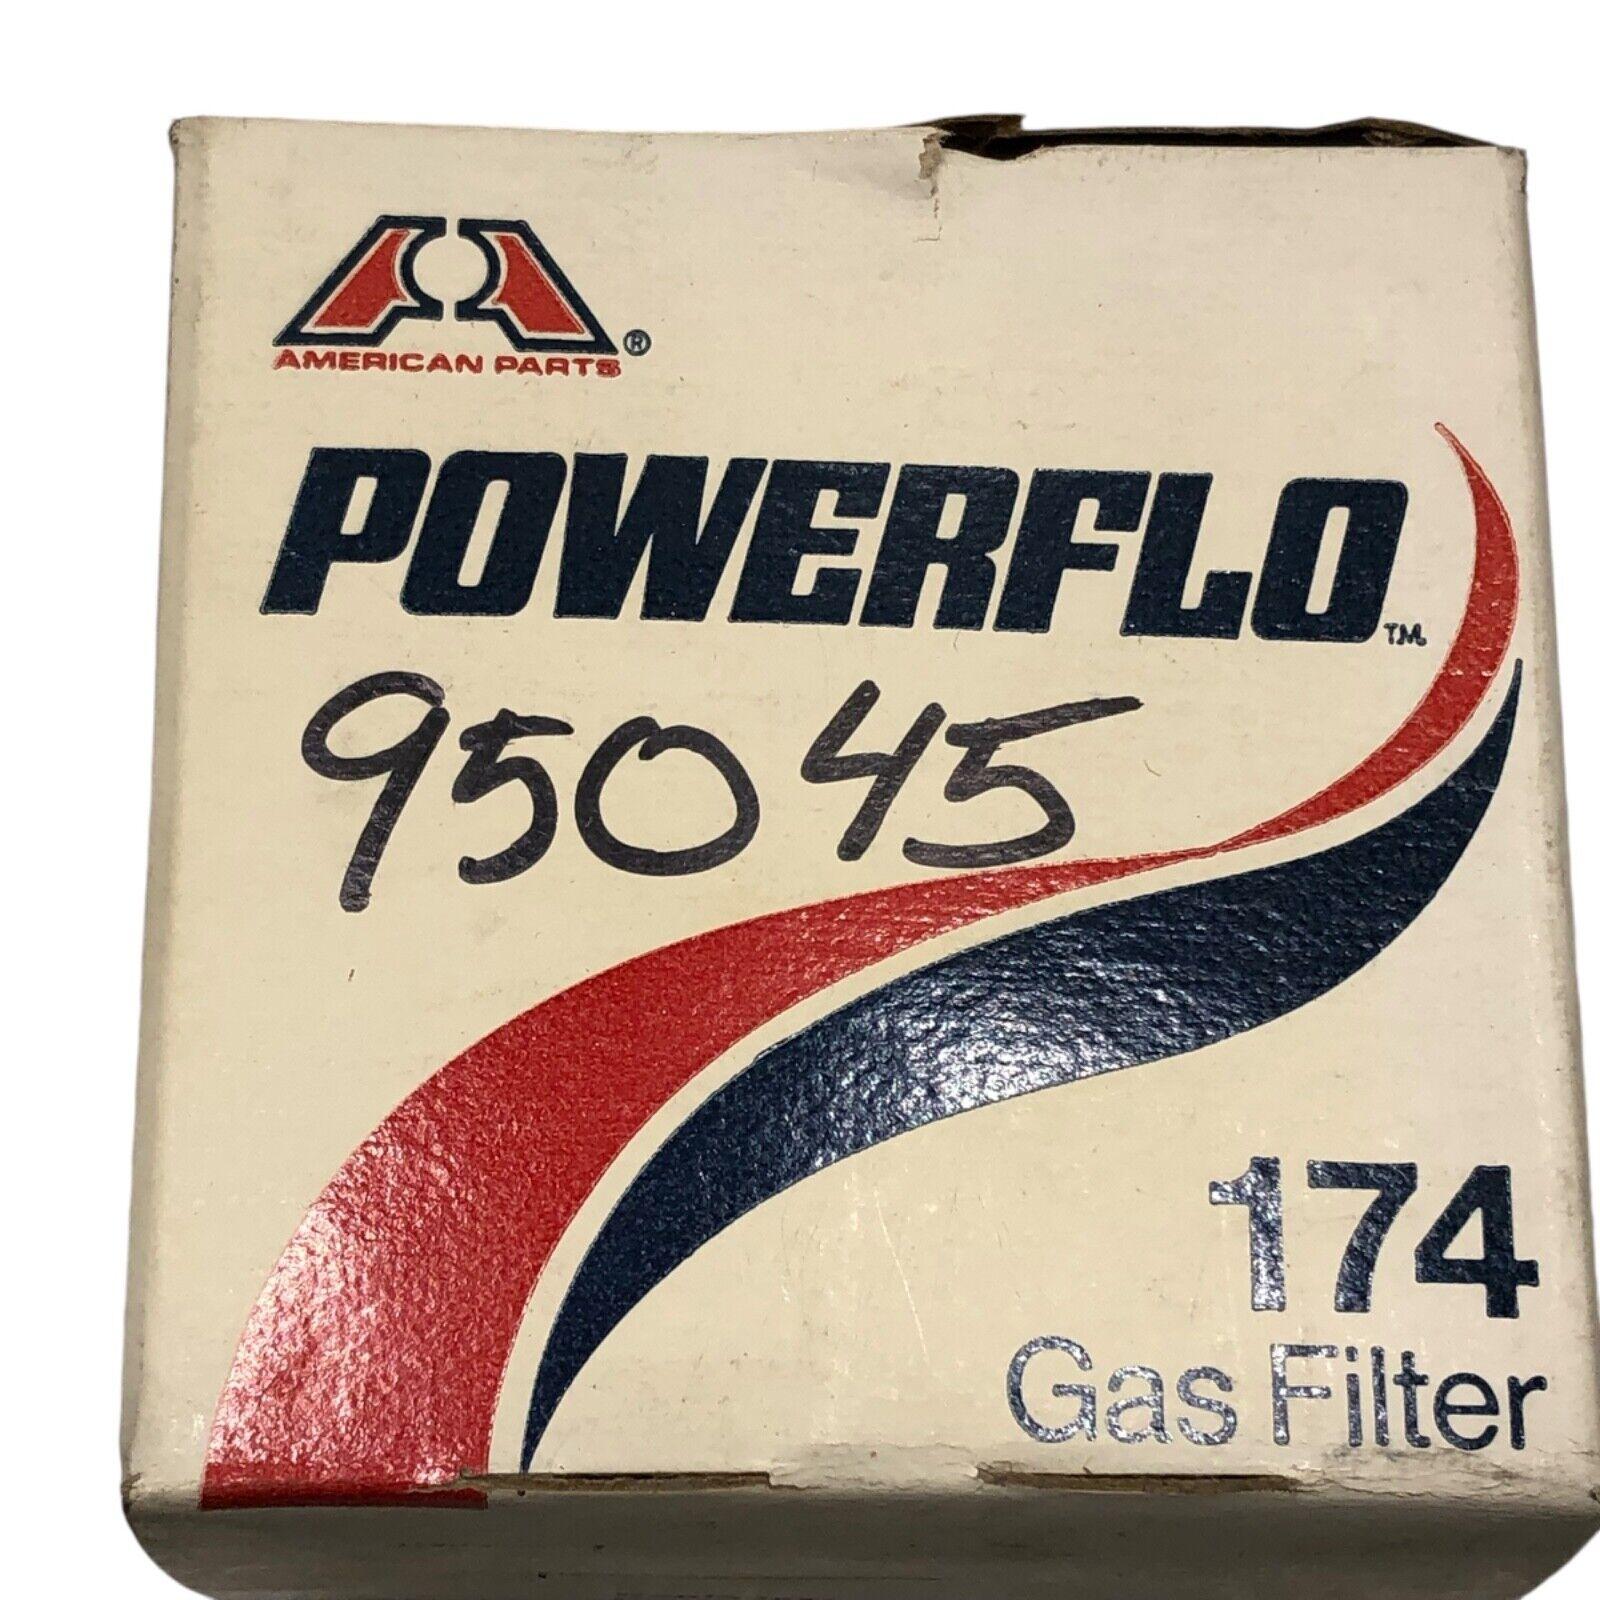 ®
AMERICAN PARTS
POWERFLO™
95045
174
Gas Filter